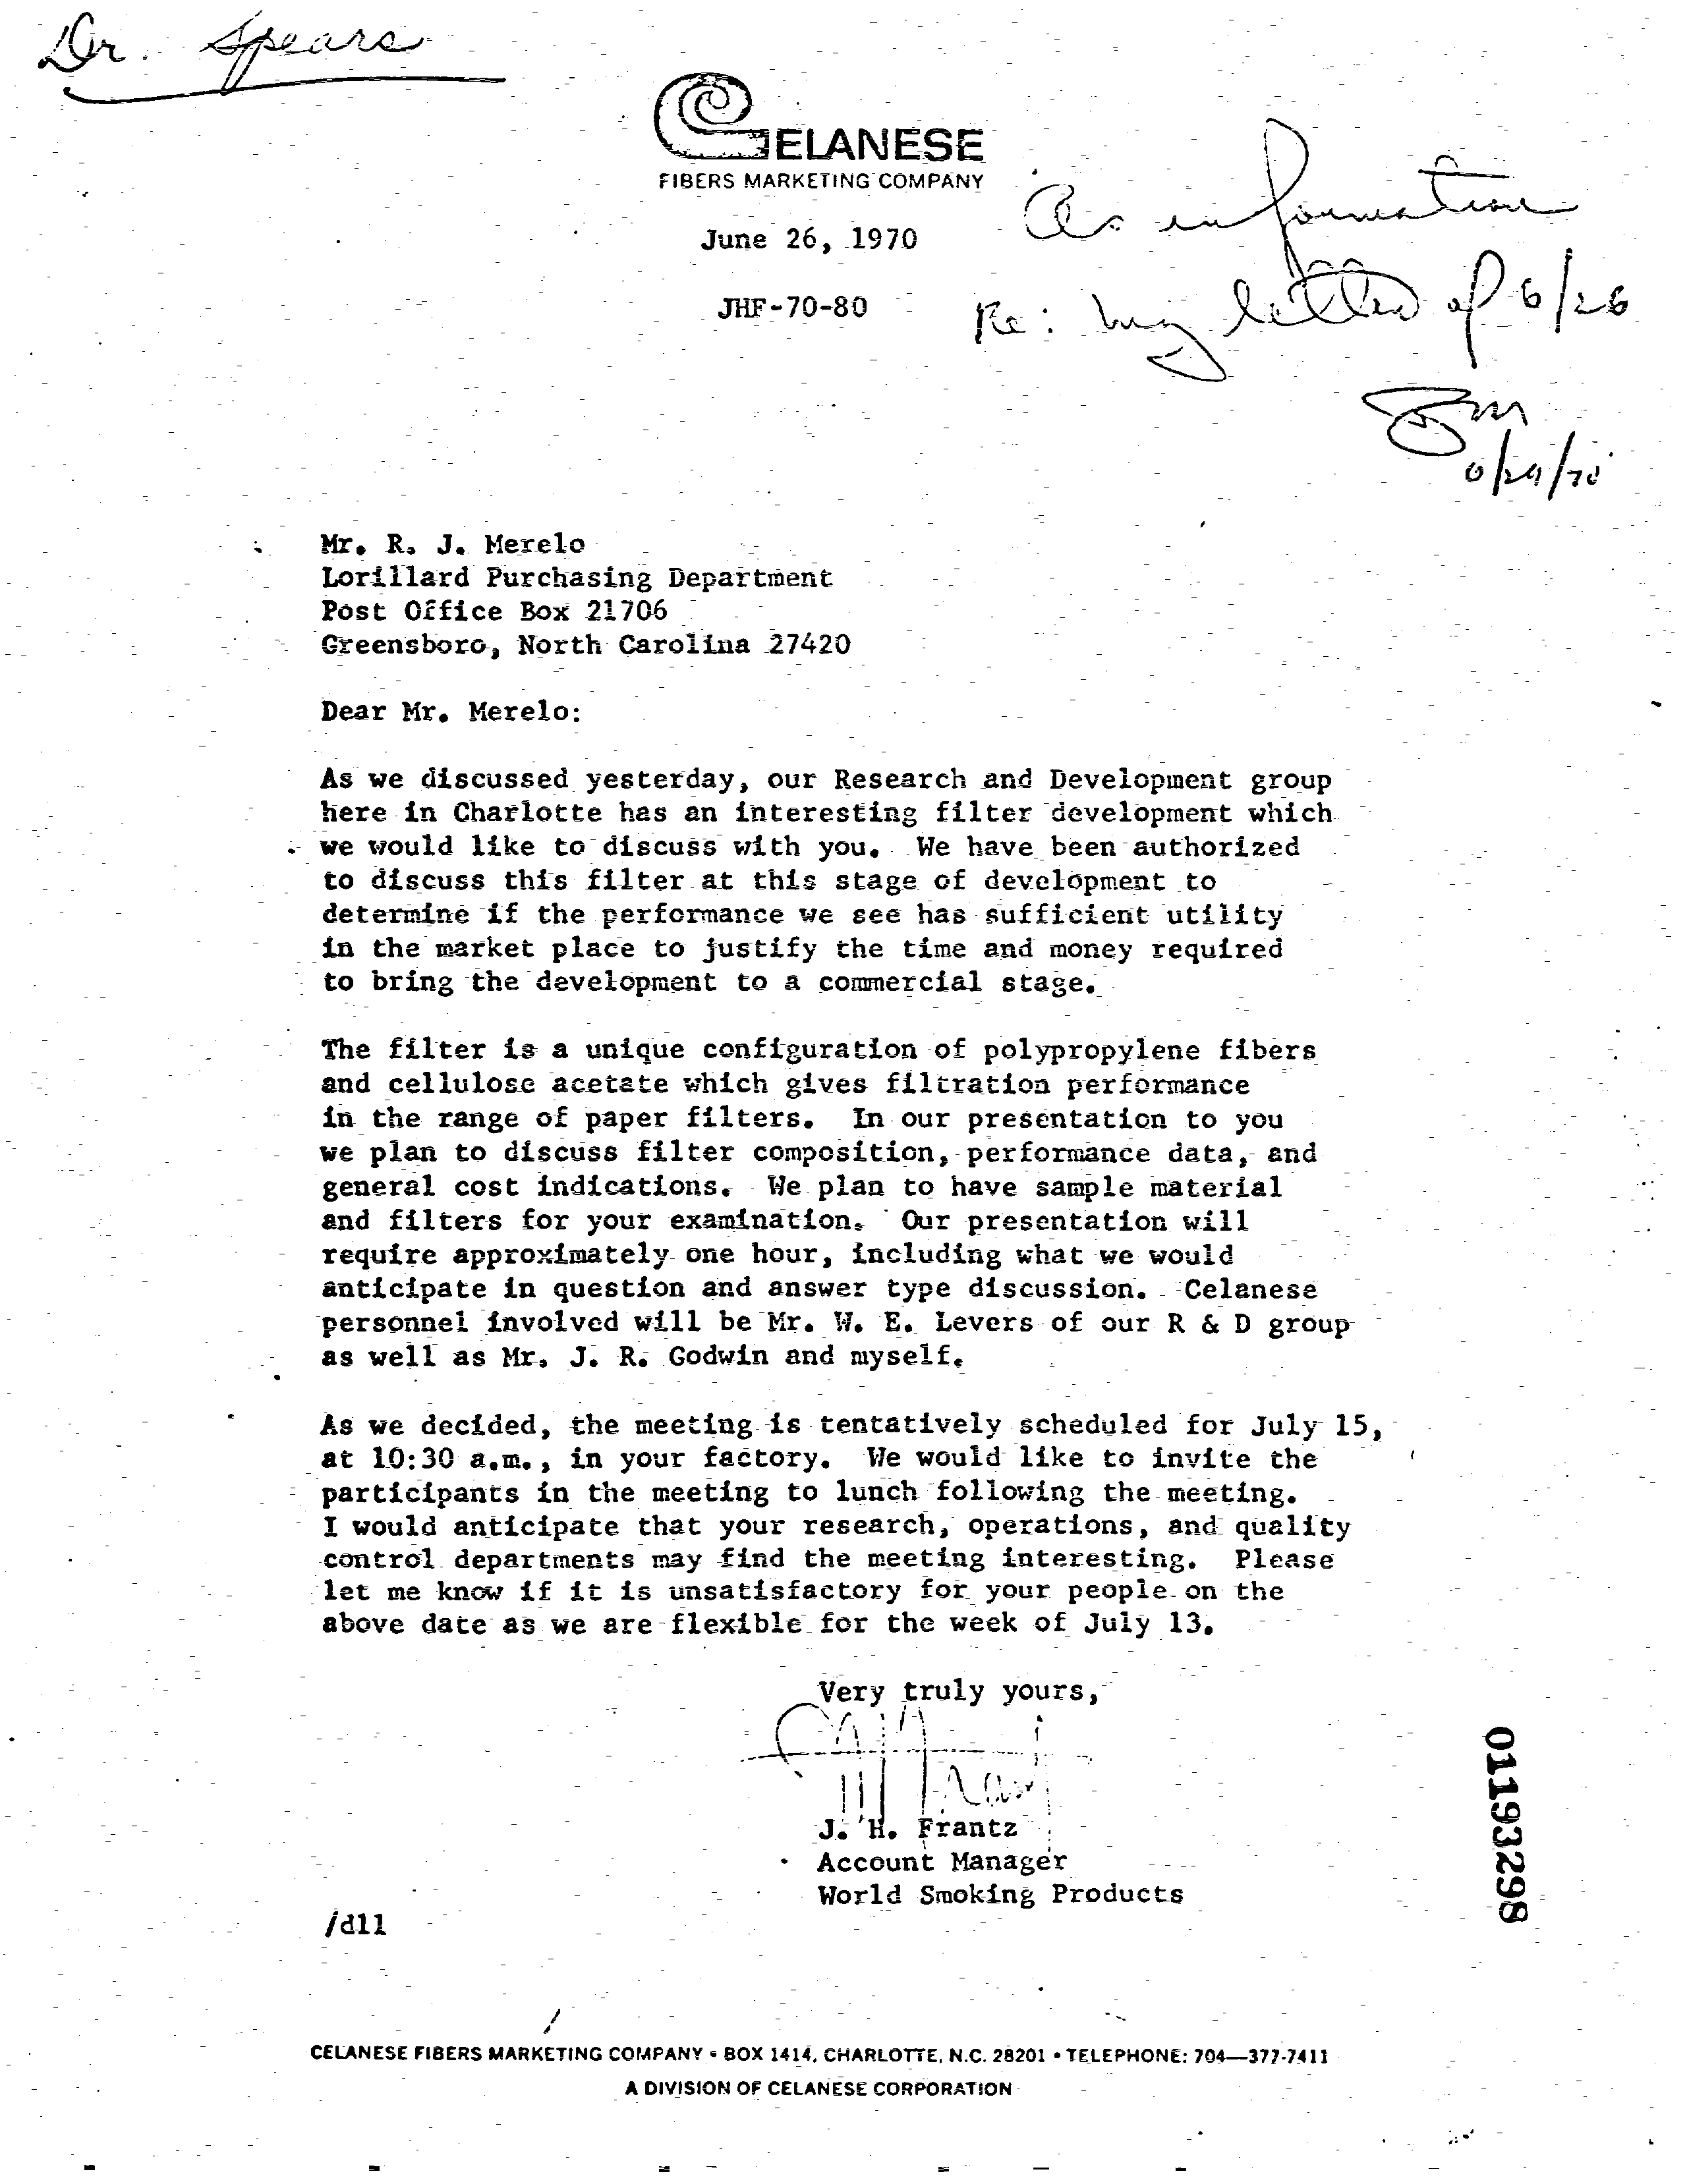 Dr. Spears
CELANESE
FIBERS MARKETING COMPANY
As information
Re: my letter of 6/26
June 26, 1970
JHF-70-80
6/29/70
Mr. R. J. Merelo
Lorillard Purchasing Department
Post Office Box 21706
Greensboro, North Carolina 27420
Dear Mr. Merelo:
As we discussed yesterday, our Research and Development group
here in Charlotte has an interesting filter development which
we would like to discuss with you. We have been authorized
to discuss this filter at this stage of development to
determine if the performance we see has sufficient utility
in the market place to justify the time and money required
to bring the development to a commercial stage.
The filter is a unique configuration of polypropylene fibers
and cellulose acetate which gives filtration performance
in the range of paper filters. In our presentation to you
we plan to discuss filter composition, performance data, and
general cost indications. We plan to have sample material
and filters for your examination. Our presentation will
require approximately one hour, including what we would
anticipate in question and answer type discussion. Celanese
personnel involved will be Mr. W. E. Levers of our R & D group
as well as Mr. J. R. Godwin and myself.
As we decided, the meeting is tentatively scheduled for July 15,
at 10:30 a.m., in your factory. We would like to invite the
participants in the meeting to lunch following the meeting.
I would anticipate that your research, operations, and quality
control departments may find the meeting interesting. Please
let me know if it is unsatisfactory for your people on the
above date as we are flexible for the week of July 13.
Very truly yours,
J. H. Frantz
Account Manager
World Smoking Products
/dll
01193298
CELANESE FIBERS MARKETING COMPANY • BOX 1414, CHARLOTTE, N.C. 28201 • TELEPHONE: 704—377-7411
A DIVISION OF CELANESE CORPORATION